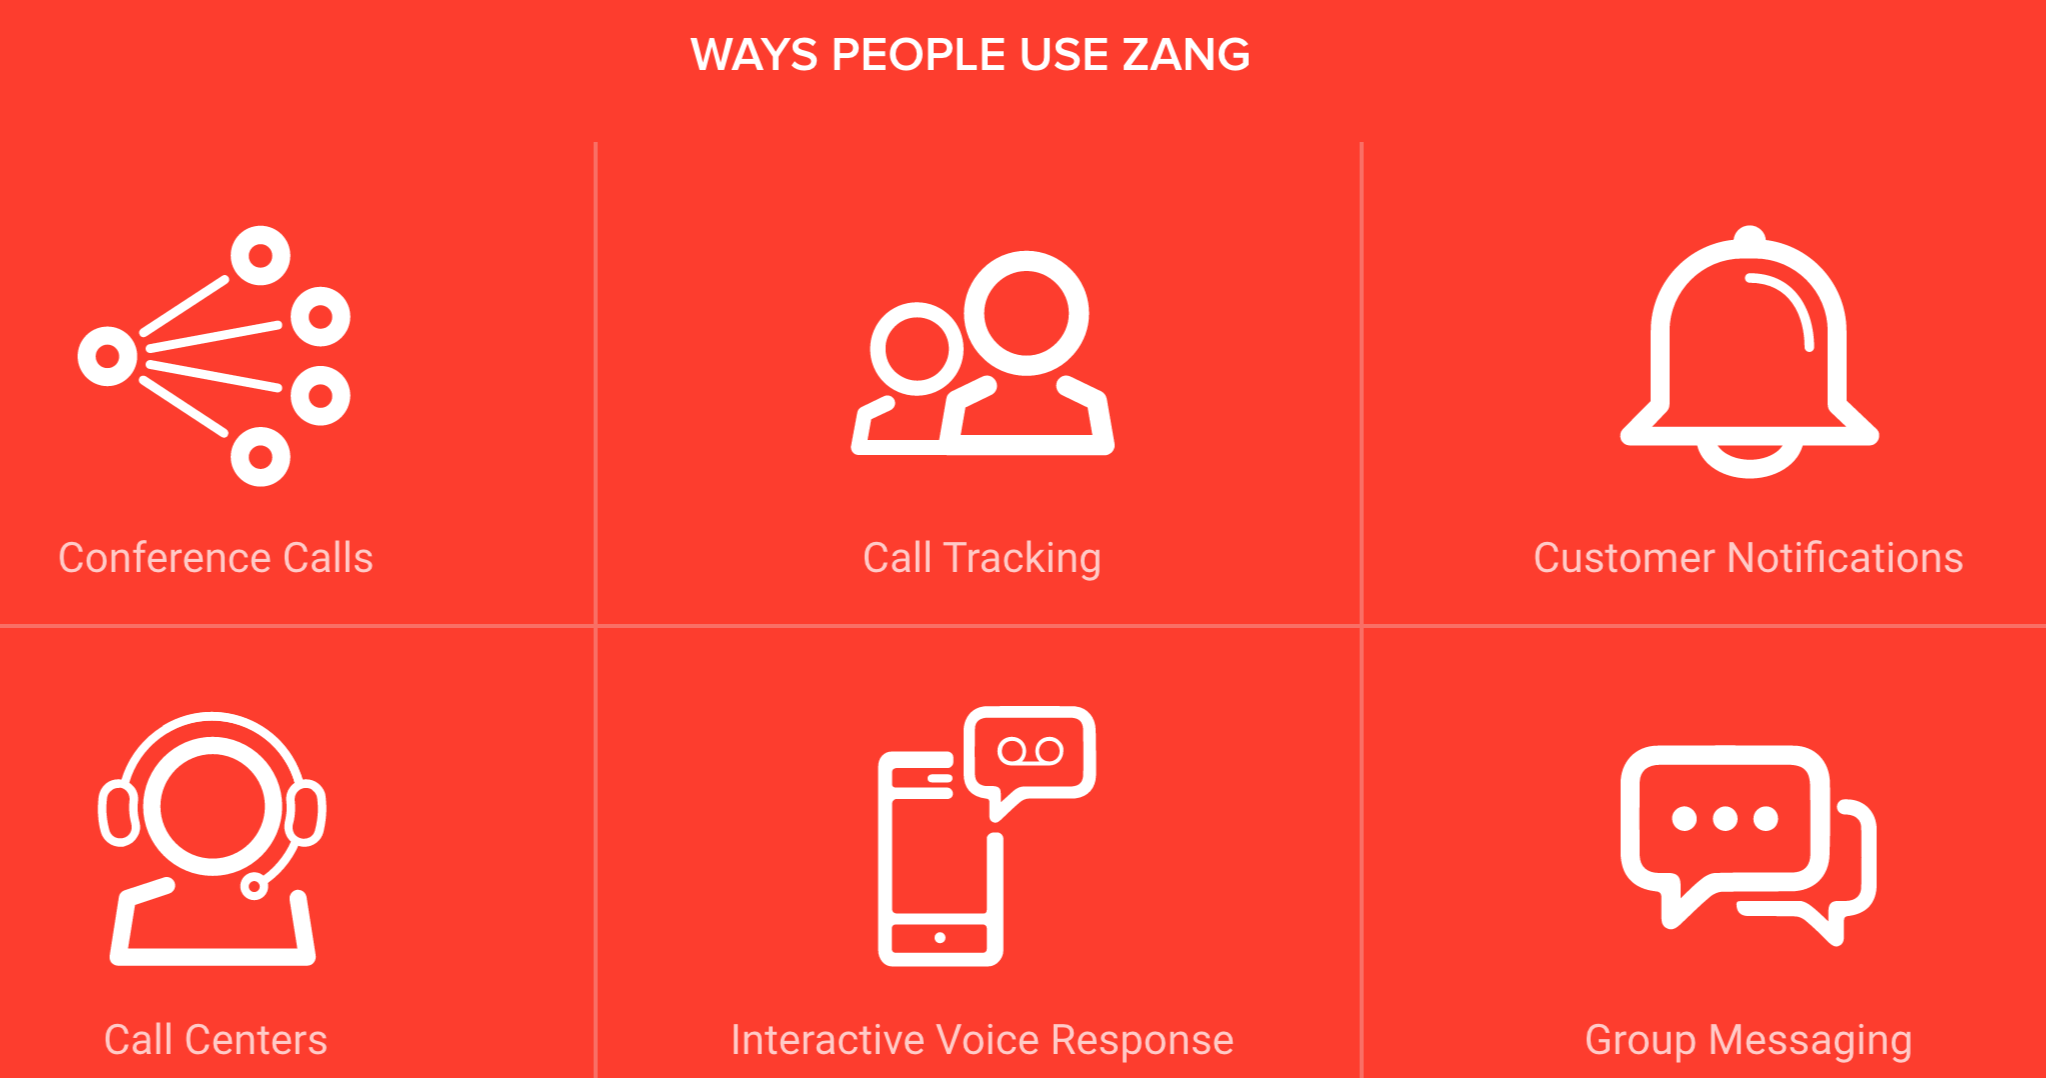 WAYS PEOPLE USE ZANG
Conference Calls
Call Tracking
Customer Notifications
Call Centers
Interactive Voice Response
Group Messaging